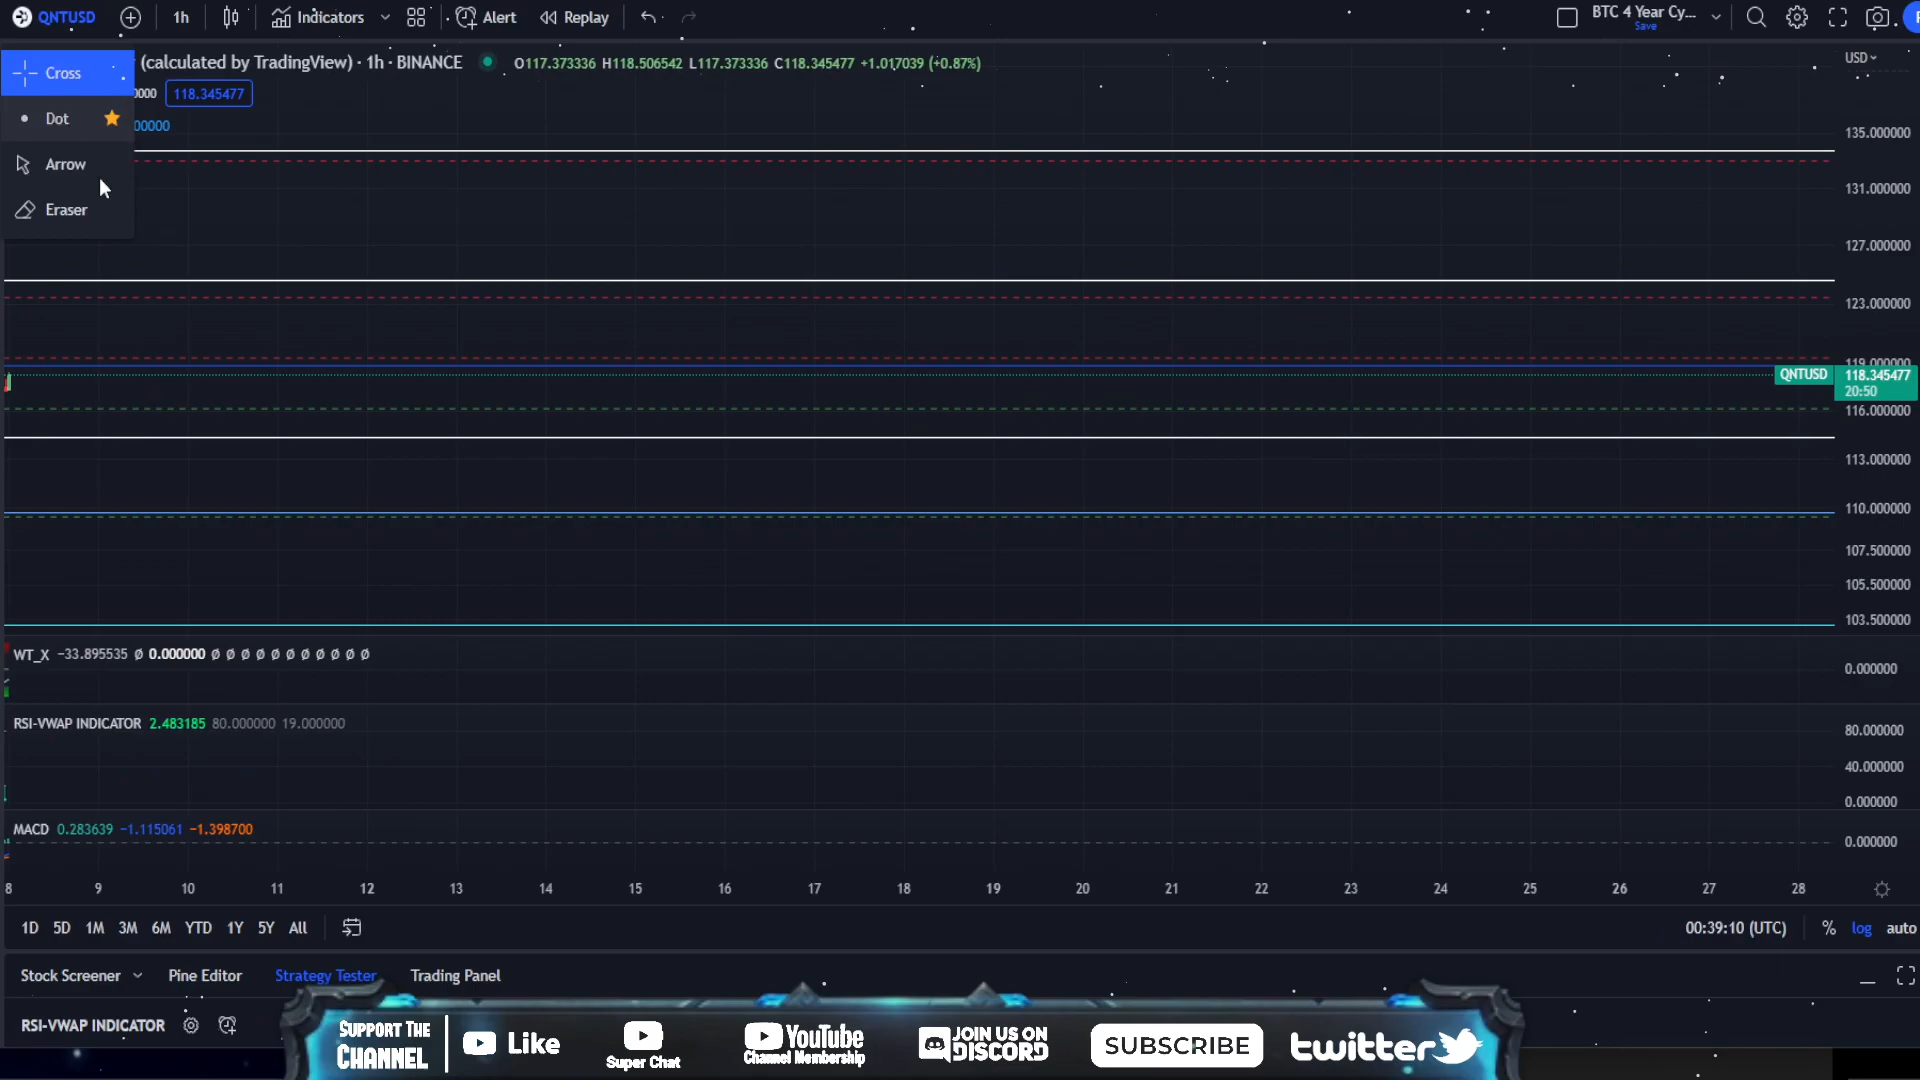 QNTUSD 1h Indicators Alert Replay BTC 4 Year Cy... Save
Cross (calculated by TradingView) · 1h · BINANCE O117.373336 H118.506542 L117.373336 C118.345477 +1.017039 (+0.87%) USD
0000 118.345477
Dot 00000
Arrow
Eraser
135.000000
131.000000
127.000000
123.000000
119.000000
QNTUSD 118.345477
20:50
116.000000
113.000000
110.000000
107.500000
105.500000
103.500000
WT_X −33.895535 ø 0.000000 ø ø ø ø ø ø ø ø ø ø ø 0.000000
RSI-VWAP INDICATOR 2.483185 80.000000 19.000000 80.000000
40.000000
0.000000
MACD 0.283639 −1.115061 −1.398700 0.000000
8 9 10 11 12 13 14 15 16 17 18 19 20 21 22 23 24 25 26 27 28
1D 5D 1M 3M 6M YTD 1Y 5Y All 00:39:10 (UTC) % log auto
Stock Screener Pine Editor Strategy Tester Trading Panel
RSI-VWAP INDICATOR
SUPPORT THE CHANNEL
Like
Super Chat
YouTube Channel Membership
JOIN US ON DISCORD
SUBSCRIBE
twitter